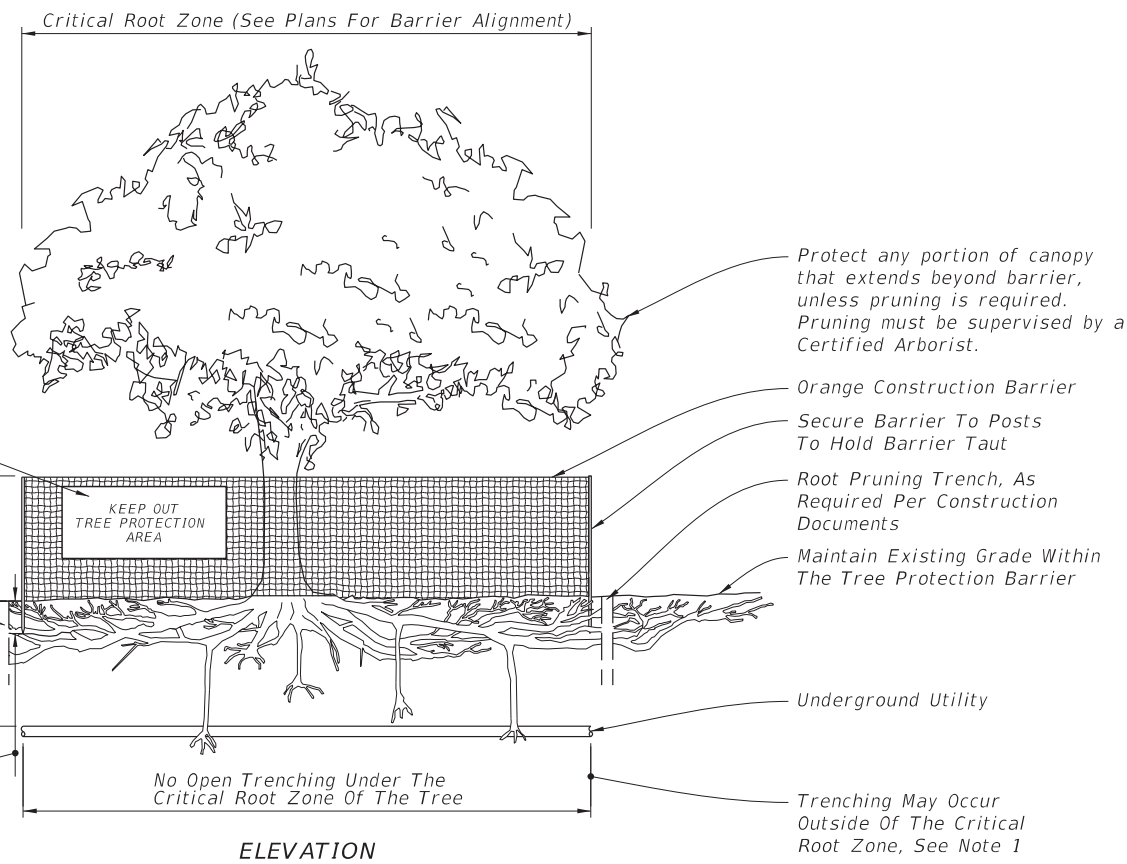 Critical Root Zone (See Plans For Barrier Alignment)
Protect any portion of canopy
that extends beyond barrier,
unless pruning is required.
Pruning must be supervised by a
Certified Arborist.
Orange Construction Barrier
Secure Barrier To Posts
To Hold Barrier Taut
Root Pruning Trench, As
Required Per Construction
Documents
KEEP OUT
TREE PROTECTION
AREA
Maintain Existing Grade Within
The Tree Protection Barrier
Underground Utility
No Open Trenching Under The
Critical Root Zone Of The Tree
Trenching May Occur
Outside Of The Critical
Root Zone, See Note 1
ELEVATION